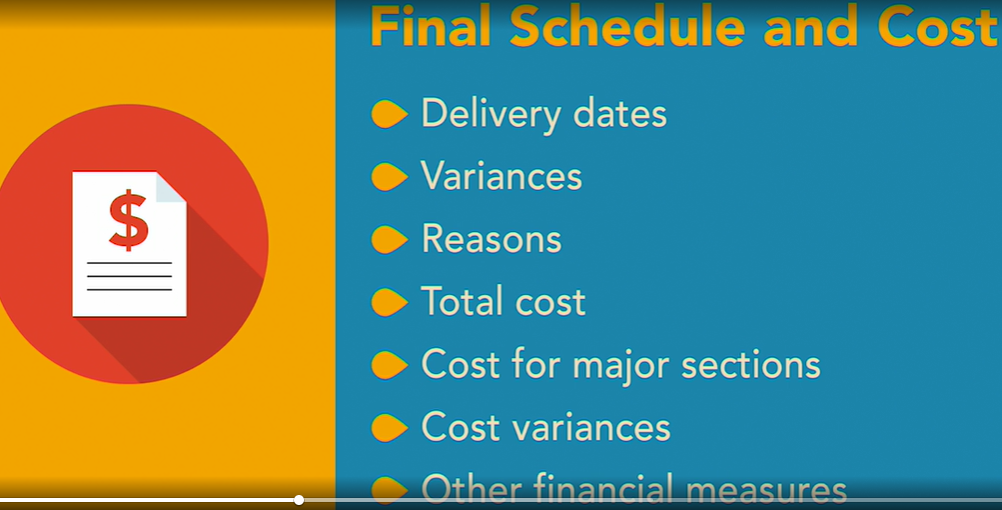 Final Schedule and Cost
$
Delivery dates
Variances
Reasons
Total cost
Cost for major sections
Cost variances
Other financial measures